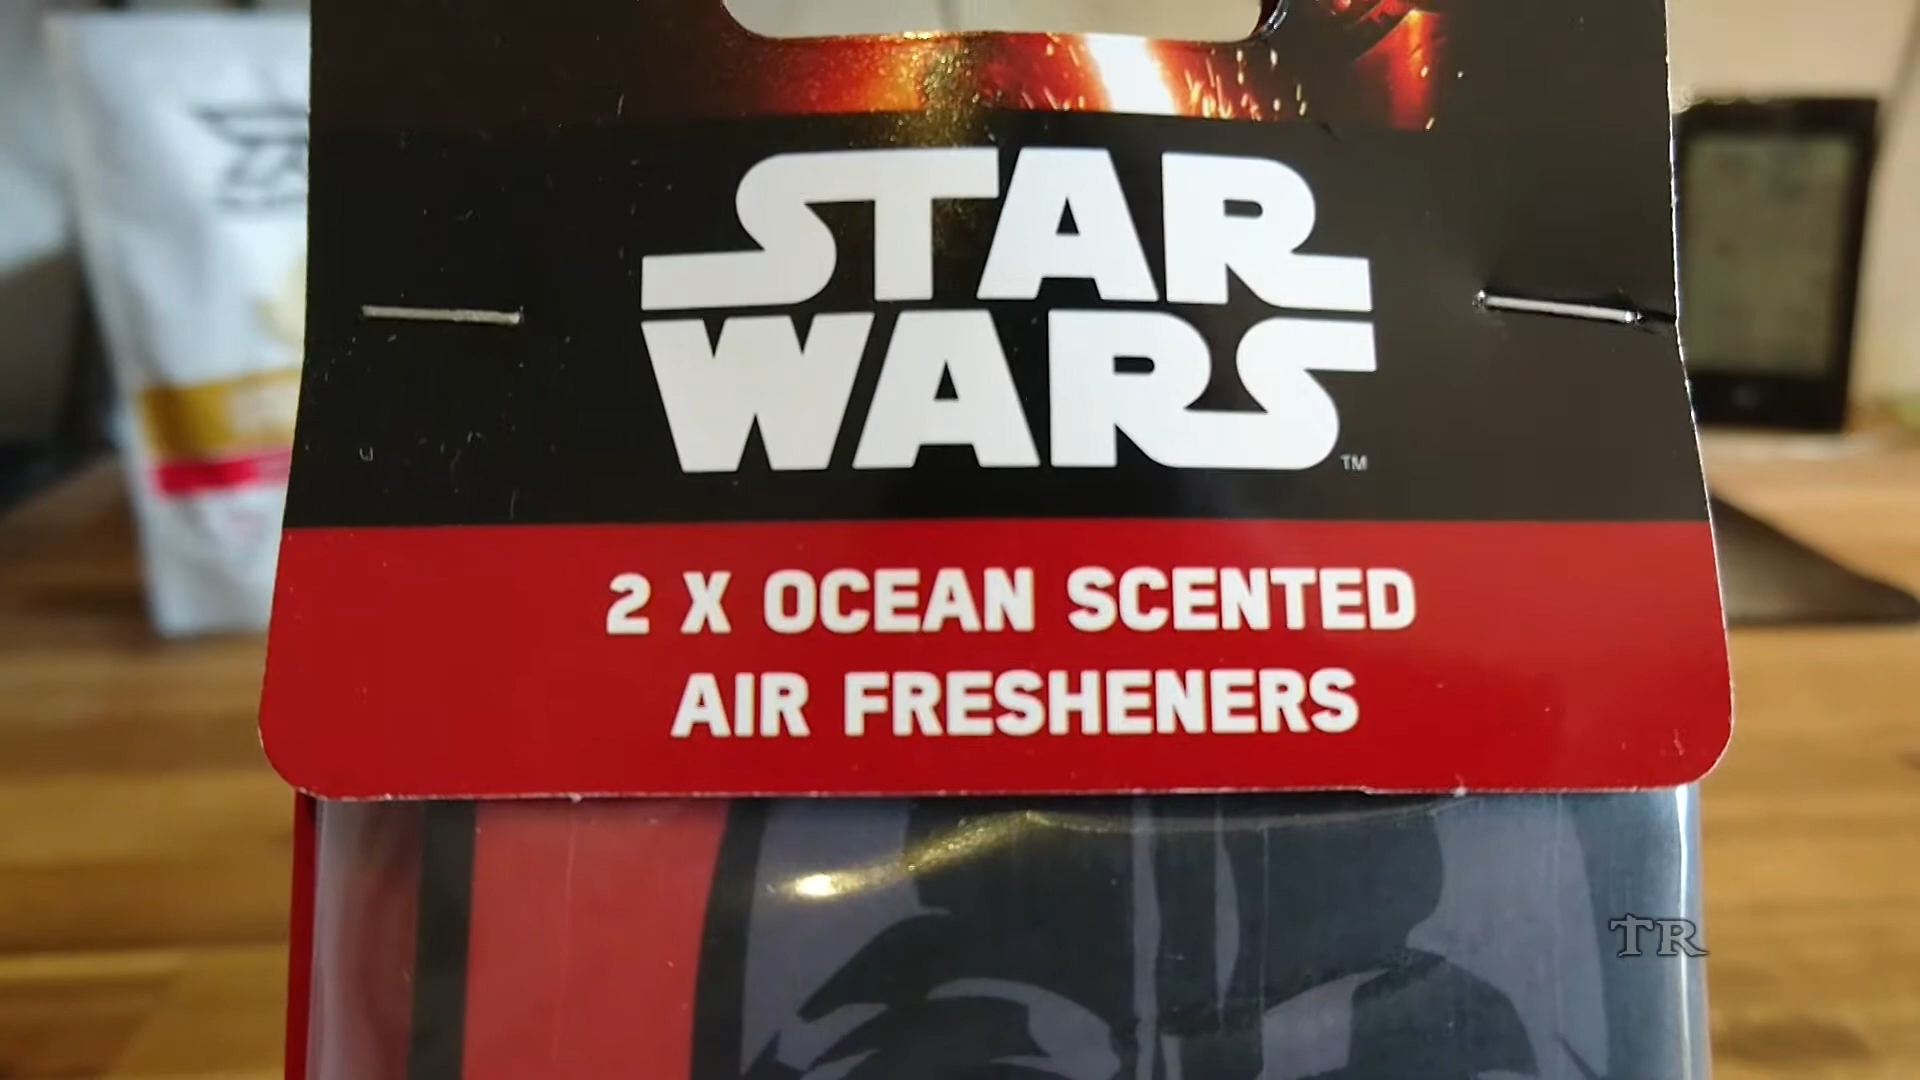 STAR
WARS
TM
2 X OCEAN SCENTED
AIR FRESHENERS
TR